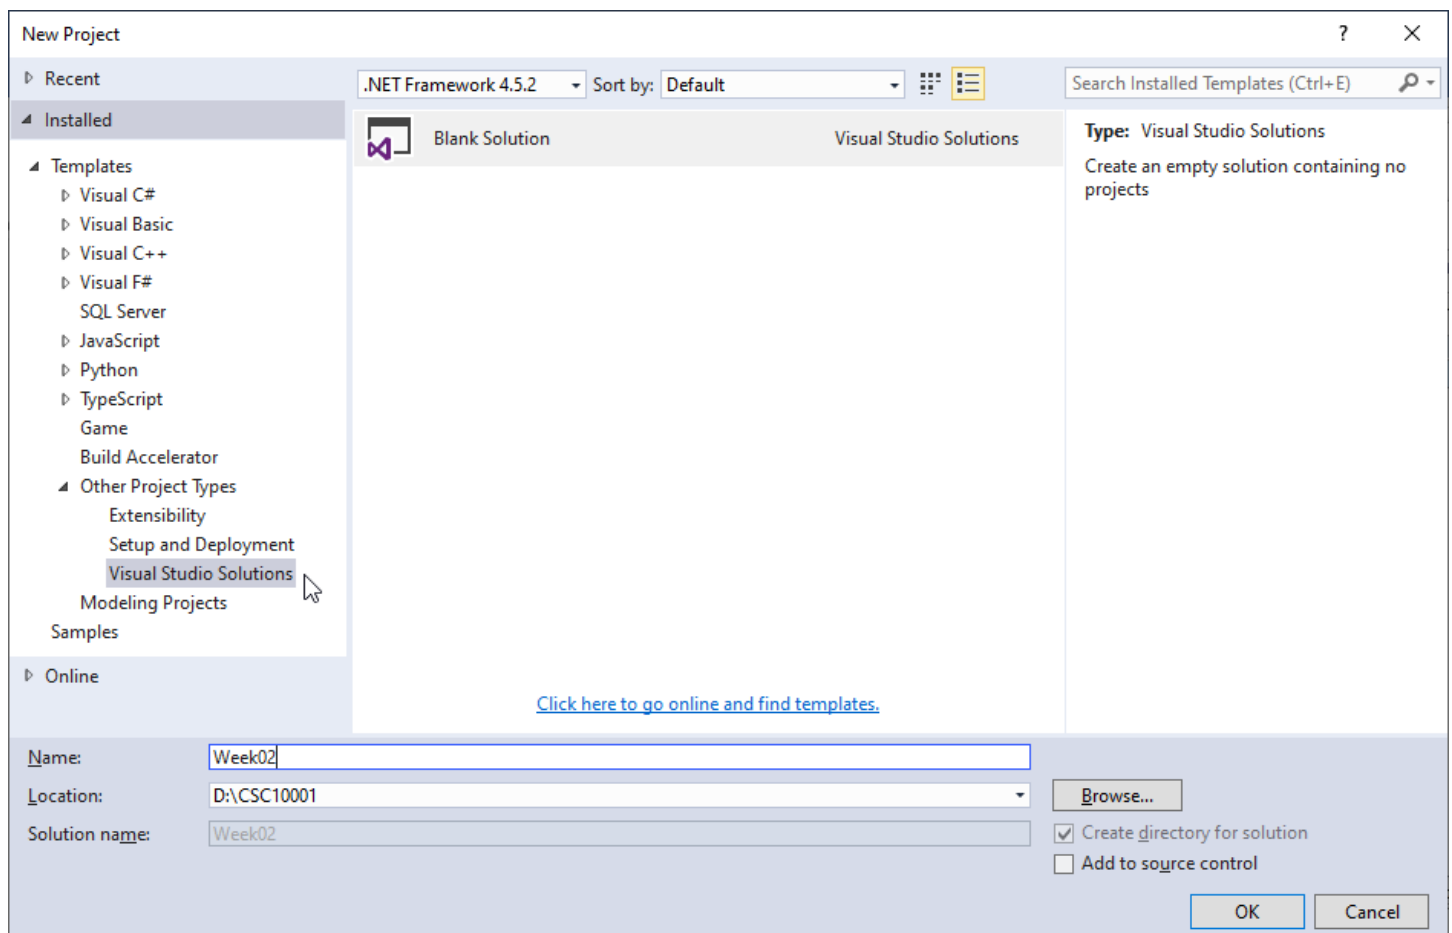 New Project
?
Recent
.NET Framework 4.5.2
Sort by:
Default
Search Installed Templates (Ctrl+E)
Installed
Templates
Visual C#
Visual Basic
Visual C++
Visual F#
SQL Server
JavaScript
Python
TypeScript
Game
Build Accelerator
Other Project Types
Extensibility
Setup and Deployment
Visual Studio Solutions
Modeling Projects
Samples
Online
Blank Solution
Visual Studio Solutions
Type: Visual Studio Solutions
Create an empty solution containing no
projects
Click here to go online and find templates.
Name:
Week02
Location:
D:\CSC10001
Browse...
Solution name:
Week02
Create directory for solution
Add to source control
OK
Cancel